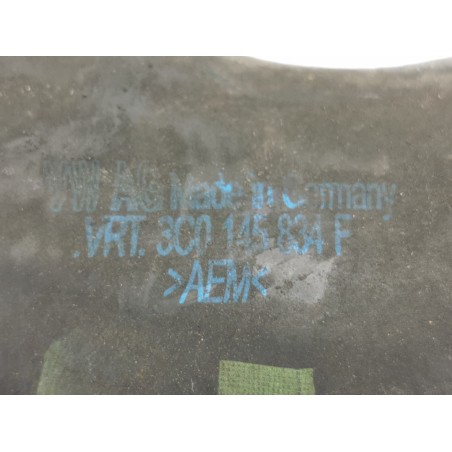 VW AG Made in Germany
.VRT. 3C0 145 834 F
>AEM<